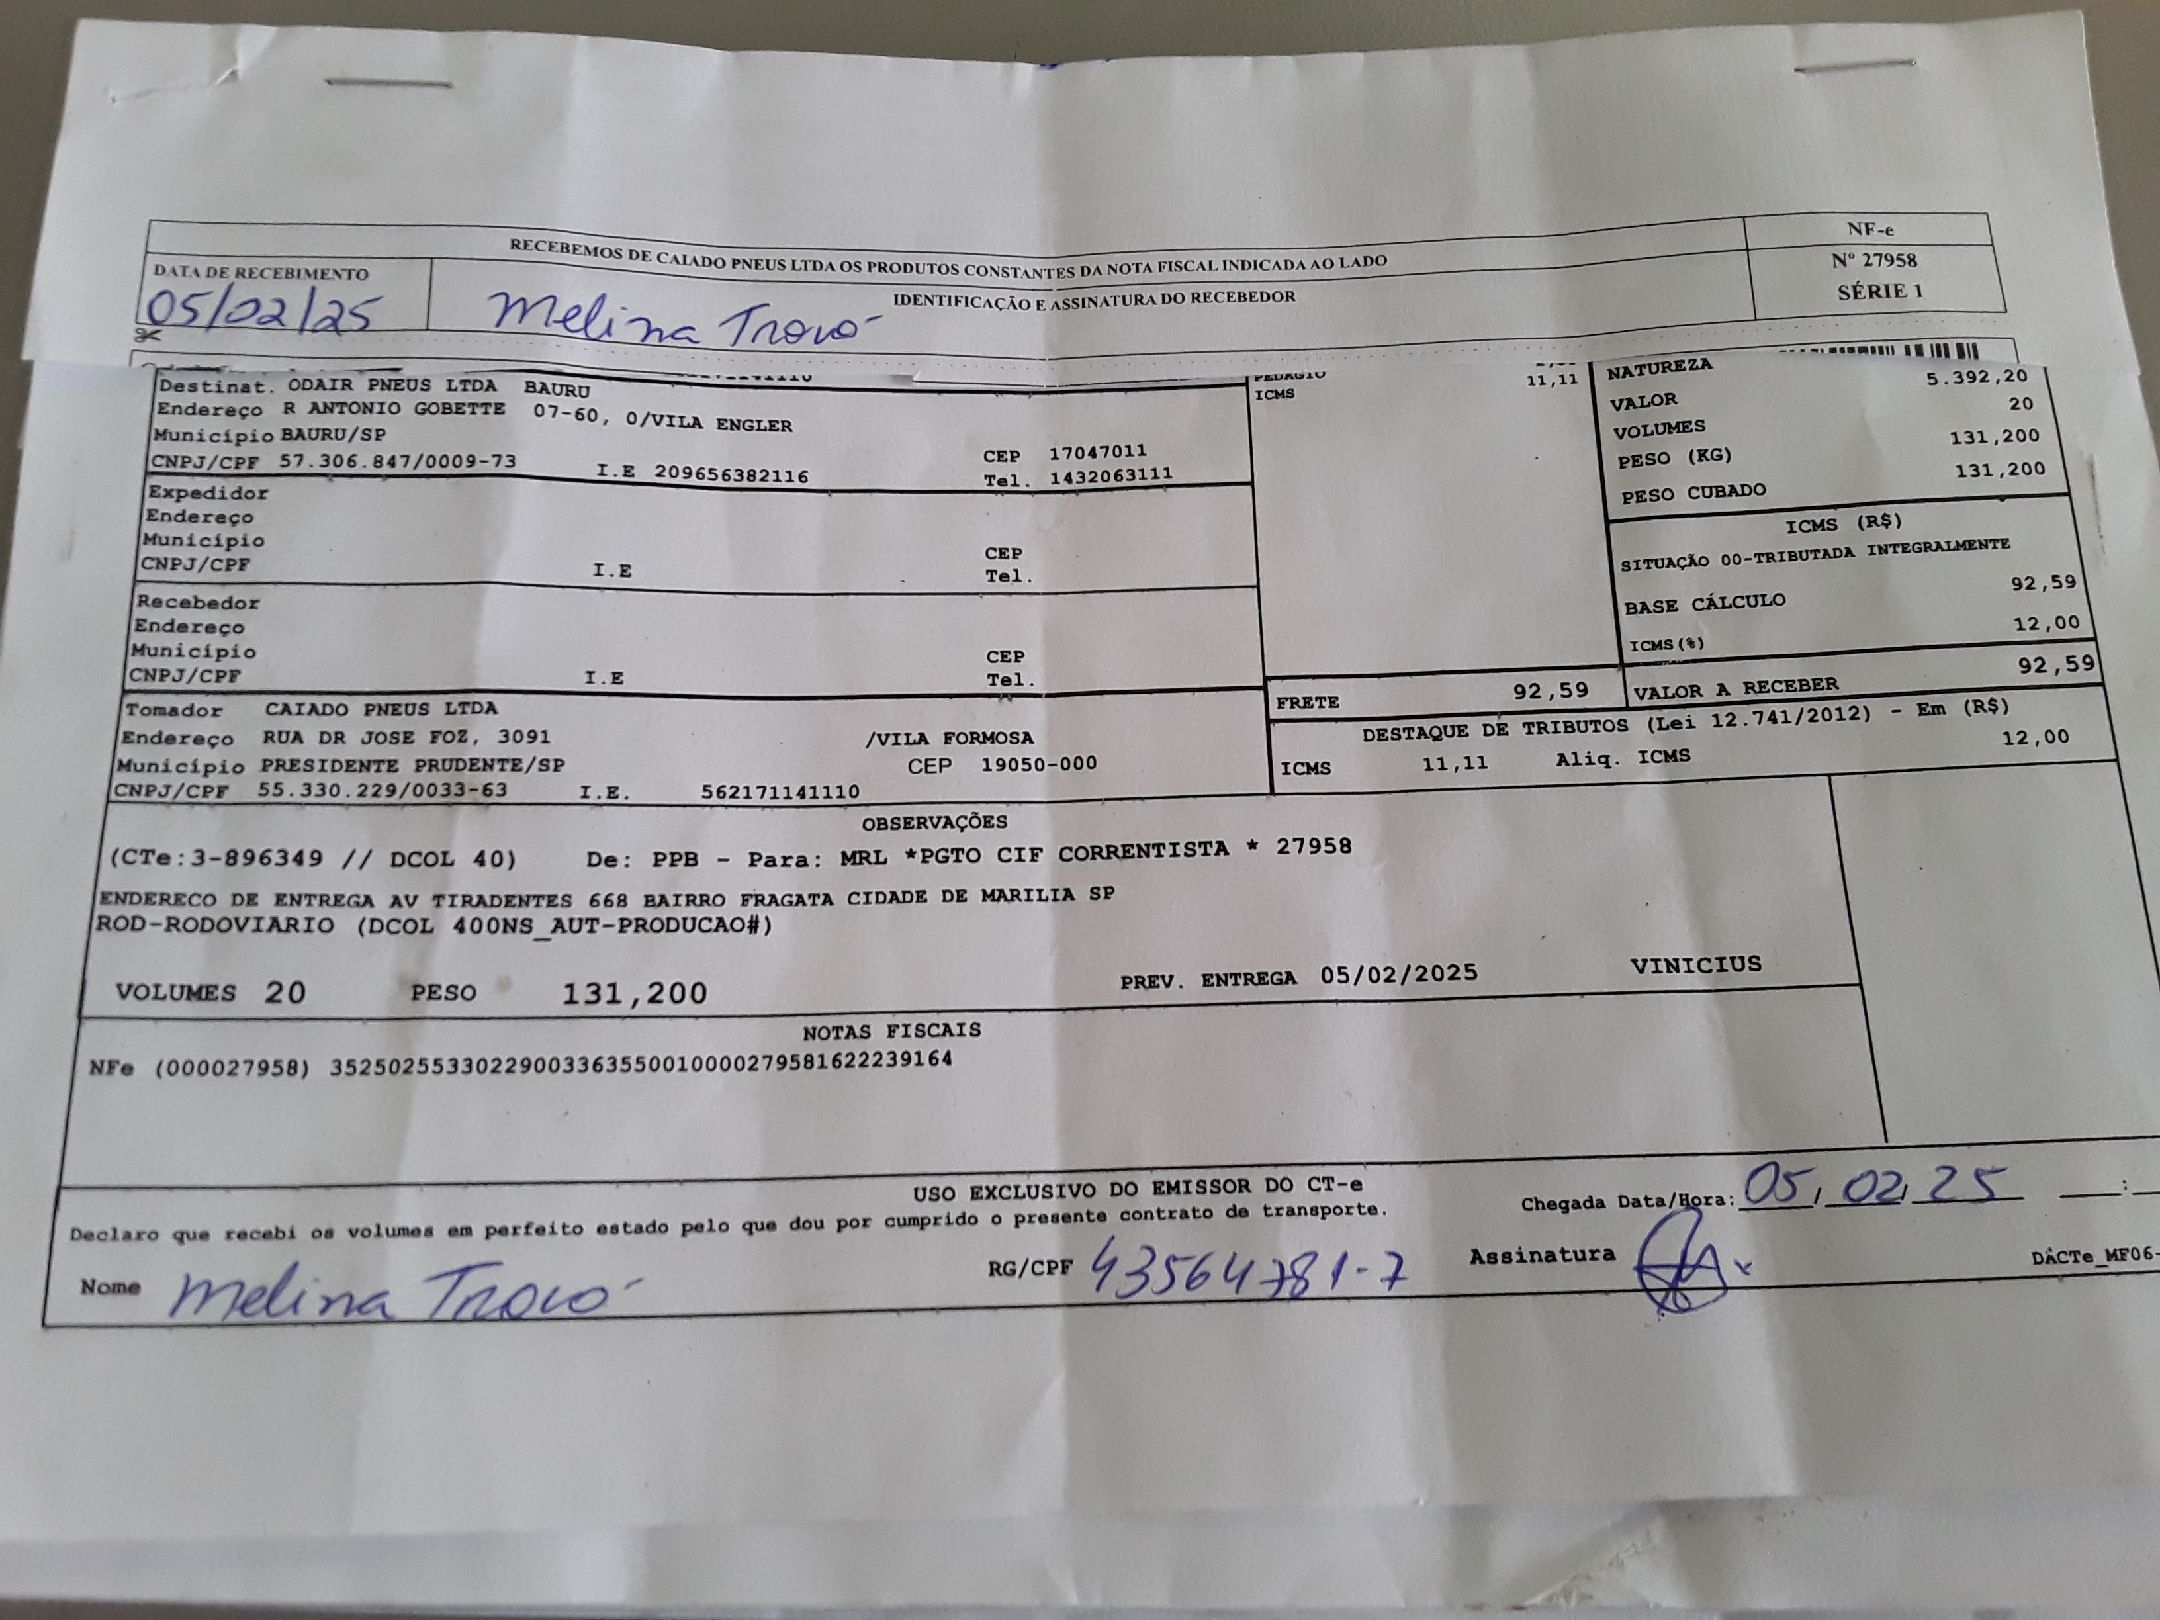 RECEBEMOS DE CAIADO PNEUS LTDA OS PRODUTOS CONSTANTES DA NOTA FISCAL INDICADA AO LADO
NF-e
Nº 27958
SÉRIE 1
DATA DE RECEBIMENTO
05/02/25
IDENTIFICAÇÃO E ASSINATURA DO RECEBEDOR
Melina Trovó
Destinat. ODAIR PNEUS LTDA BAURU
Endereço R ANTONIO GOBETTE 07-60, 0/VILA ENGLER
Município BAURU/SP
CEP 17047011
CNPJ/CPF 57.306.847/0009-73 I.E 209656382116 Tel. 1432063111
Expedidor
Endereço
Município CEP
CNPJ/CPF I.E Tel.
Recebedor
Endereço
Município CEP
CNPJ/CPF I.E Tel.
Tomador CAIADO PNEUS LTDA
Endereço RUA DR JOSE FOZ, 3091 /VILA FORMOSA
Município PRESIDENTE PRUDENTE/SP CEP 19050-000
CNPJ/CPF 55.330.229/0033-63 I.E. 562171141110
PEDAGIO
ICMS 11,11
FRETE 92,59
NATUREZA
VALOR 5.392,20
VOLUMES 20
PESO (KG) 131,200
PESO CUBADO 131,200
ICMS (R$)
SITUAÇÃO 00-TRIBUTADA INTEGRALMENTE
BASE CÁLCULO 92,59
ICMS(%) 12,00
VALOR A RECEBER 92,59
DESTAQUE DE TRIBUTOS (Lei 12.741/2012) - Em (R$)
ICMS 11,11 Aliq. ICMS 12,00
OBSERVAÇÕES
(CTe:3-896349 // DCOL 40) De: PPB - Para: MRL *PGTO CIF CORRENTISTA * 27958
ENDERECO DE ENTREGA AV TIRADENTES 668 BAIRRO FRAGATA CIDADE DE MARILIA SP
ROD-RODOVIARIO (DCOL 400NS_AUT-PRODUCAO#)
VOLUMES 20 PESO 131,200 PREV. ENTREGA 05/02/2025 VINICIUS
NOTAS FISCAIS
NFe (000027958) 35250255330229003363550010000279581622239164
USO EXCLUSIVO DO EMISSOR DO CT-e
Declaro que recebi os volumes em perfeito estado pelo que dou por cumprido o presente contrato de transporte.
Chegada Data/Hora: 05/02/25 __:__
Nome Melina Trovó RG/CPF 43564781-7 Assinatura
DACTe_MF06-